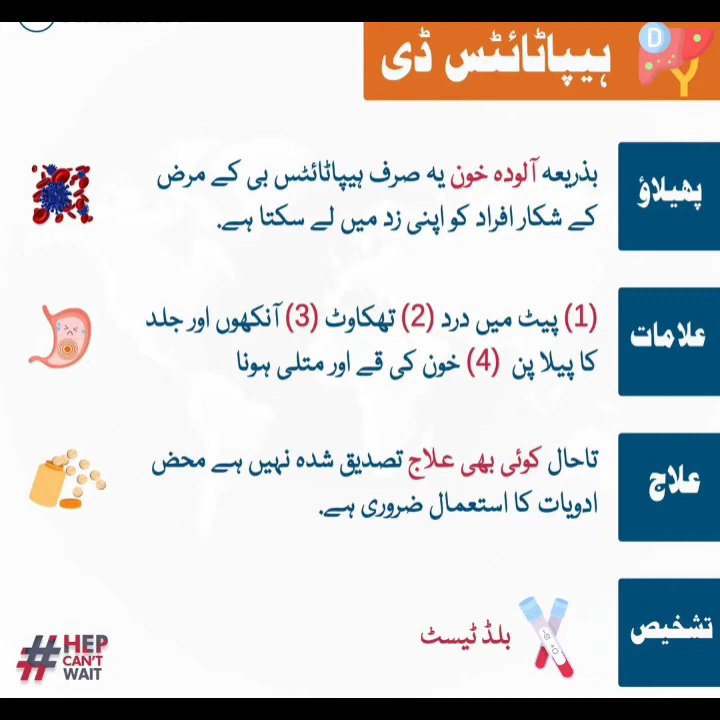 ہیپاٹائٹس ڈی
D
پھیلاؤ
بذریعہ آلودہ خون یہ صرف ہیپاٹائٹس بی کے مرض
کے شکار افراد کو اپنی زد میں لے سکتا ہے.
علامات
(1) پیٹ میں درد (2) تھکاوٹ (3) آنکھوں اور جلد
کا پیلا پن (4) خون کی قے اور متلی ہونا
علاج
تاحال کوئی بھی علاج تصدیق شدہ نہیں ہے محض
ادویات کا استعمال ضروری ہے.
تشخیص
بلڈ ٹیسٹ
#HEP
CAN'T
WAIT